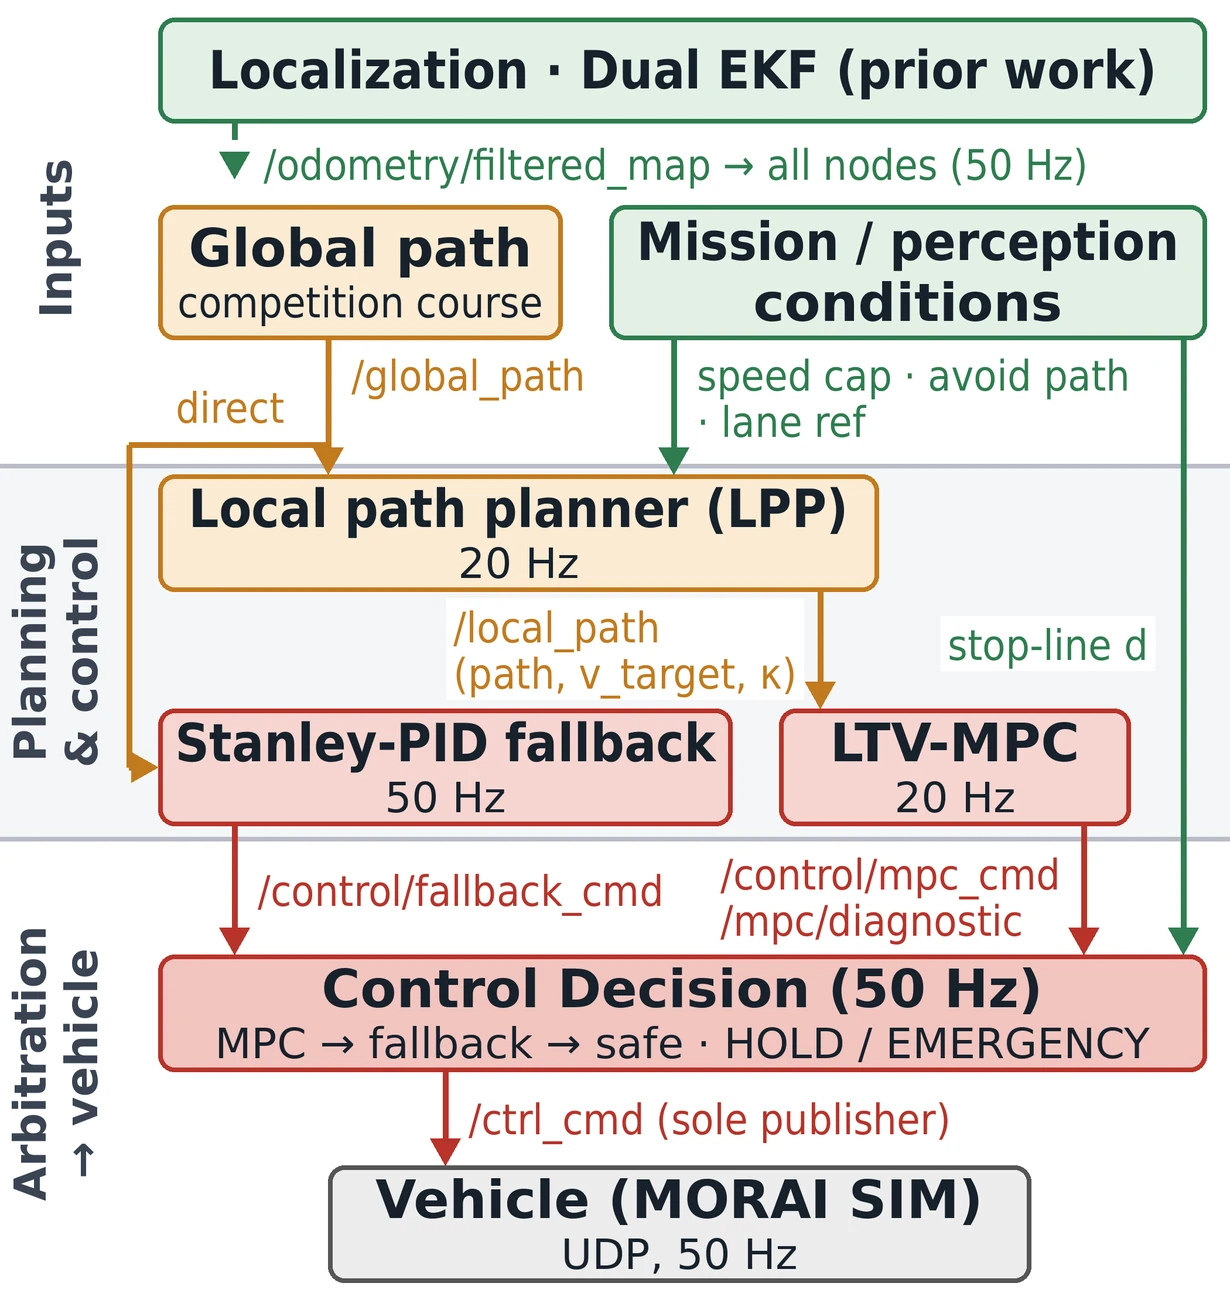 Localization · Dual EKF (prior work)
/odometry/filtered_map → all nodes (50 Hz)
Inputs
Global path
competition course
Mission / perception
conditions
direct
/global_path
speed cap · avoid path
· lane ref
Planning
& control
Local path planner (LPP)
20 Hz
/local_path
(path, v_target, κ)
stop-line d
Stanley-PID fallback
50 Hz
LTV-MPC
20 Hz
/control/fallback_cmd
/control/mpc_cmd
/mpc/diagnostic
Arbitration
→ vehicle
Control Decision (50 Hz)
MPC → fallback → safe · HOLD / EMERGENCY
/ctrl_cmd (sole publisher)
Vehicle (MORAI SIM)
UDP, 50 Hz